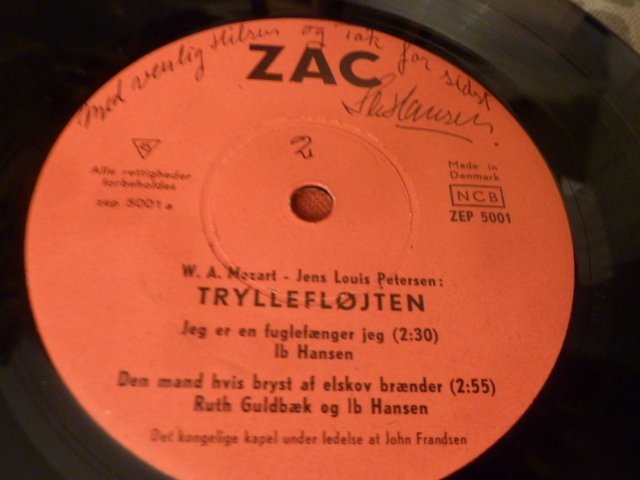 Med venlig Hilsen og tak for sidst
ZAC
Hansen.
2
45
Alle rettigheder
forbeholdes
zep 5001 a
Made in
Denmark
NCB
ZEP 5001
W. A. Mozart - Jens Louis Petersen:
TRYLLEFLØJTEN
Jeg er en fuglefænger jeg (2:30)
Ib Hansen
Den mand hvis bryst af elskov brænder (2:55)
Ruth Guldbæk og Ib Hansen
Det kongelige kapel under ledelse af John Frandsen